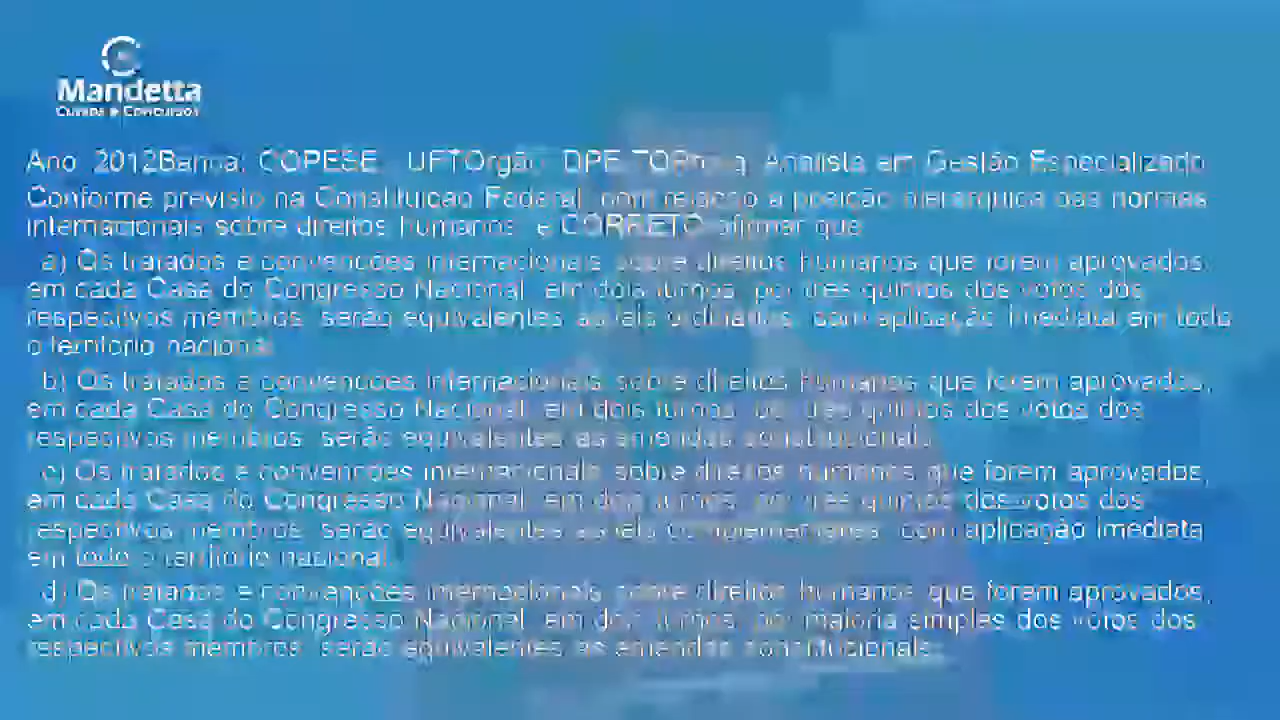 Mandetta
Cursos e Concursos
Ano: 2012Banca: COPESE - UFTÓrgão: DPE-TOProva: Analista em Gestão Especializado
Conforme previsto na Constituição Federal, com relação a posição hierárquica das normas
internacionais sobre direitos humanos, é CORRETO afirmar que:
a) Os tratados e convenções internacionais sobre direitos humanos que forem aprovados,
em cada Casa do Congresso Nacional, em dois turnos, por três quintos dos votos dos
respectivos membros, serão equivalentes às leis ordinárias, com aplicação imediata em todo
o território nacional.
b) Os tratados e convenções internacionais sobre direitos humanos que forem aprovados,
em cada Casa do Congresso Nacional, em dois turnos, por três quintos dos votos dos
respectivos membros, serão equivalentes às emendas constitucionais.
c) Os tratados e convenções internacionais sobre direitos humanos que forem aprovados,
em cada Casa do Congresso Nacional, em dois turnos, por três quintos dos votos dos
respectivos membros, serão equivalentes às leis complementares, com aplicação imediata
em todo o território nacional.
d) Os tratados e convenções internacionais sobre direitos humanos que forem aprovados,
em cada Casa do Congresso Nacional, em dois turnos, por maioria simples dos votos dos
respectivos membros, serão equivalentes às emendas constitucionais.